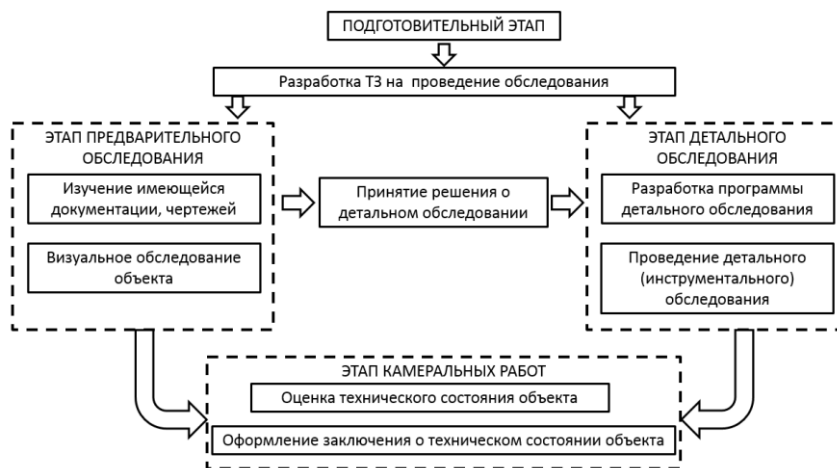 ПОДГОТОВИТЕЛЬНЫЙ ЭТАП
Разработка ТЗ на проведение обследования
ЭТАП ПРЕДВАРИТЕЛЬНОГО
ОБСЛЕДОВАНИЯ
Изучение имеющейся
документации, чертежей
Визуальное обследование
объекта
Принятие решения о
детальном обследовании
ЭТАП ДЕТАЛЬНОГО
ОБСЛЕДОВАНИЯ
Разработка программы
детального обследования
Проведение детального
(инструментального)
обследования
ЭТАП КАМЕРАЛЬНЫХ РАБОТ
Оценка технического состояния объекта
Оформление заключения о техническом состоянии объекта